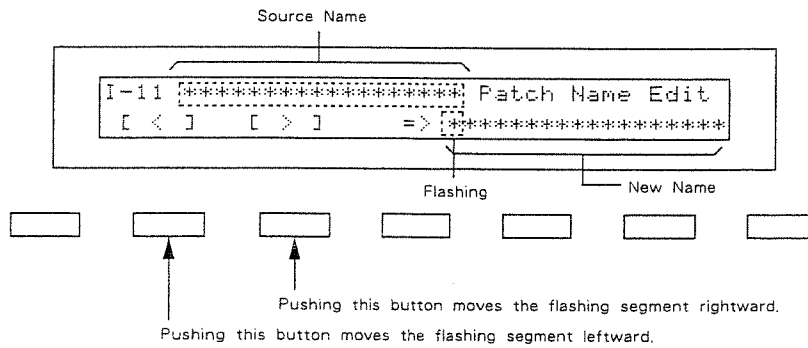 Source Name
I-11 ****************** Patch Name Edit
[ < ] [ > ] => ******************
Flashing
New Name
Pushing this button moves the flashing segment rightward.
Pushing this button moves the flashing segment leftward.